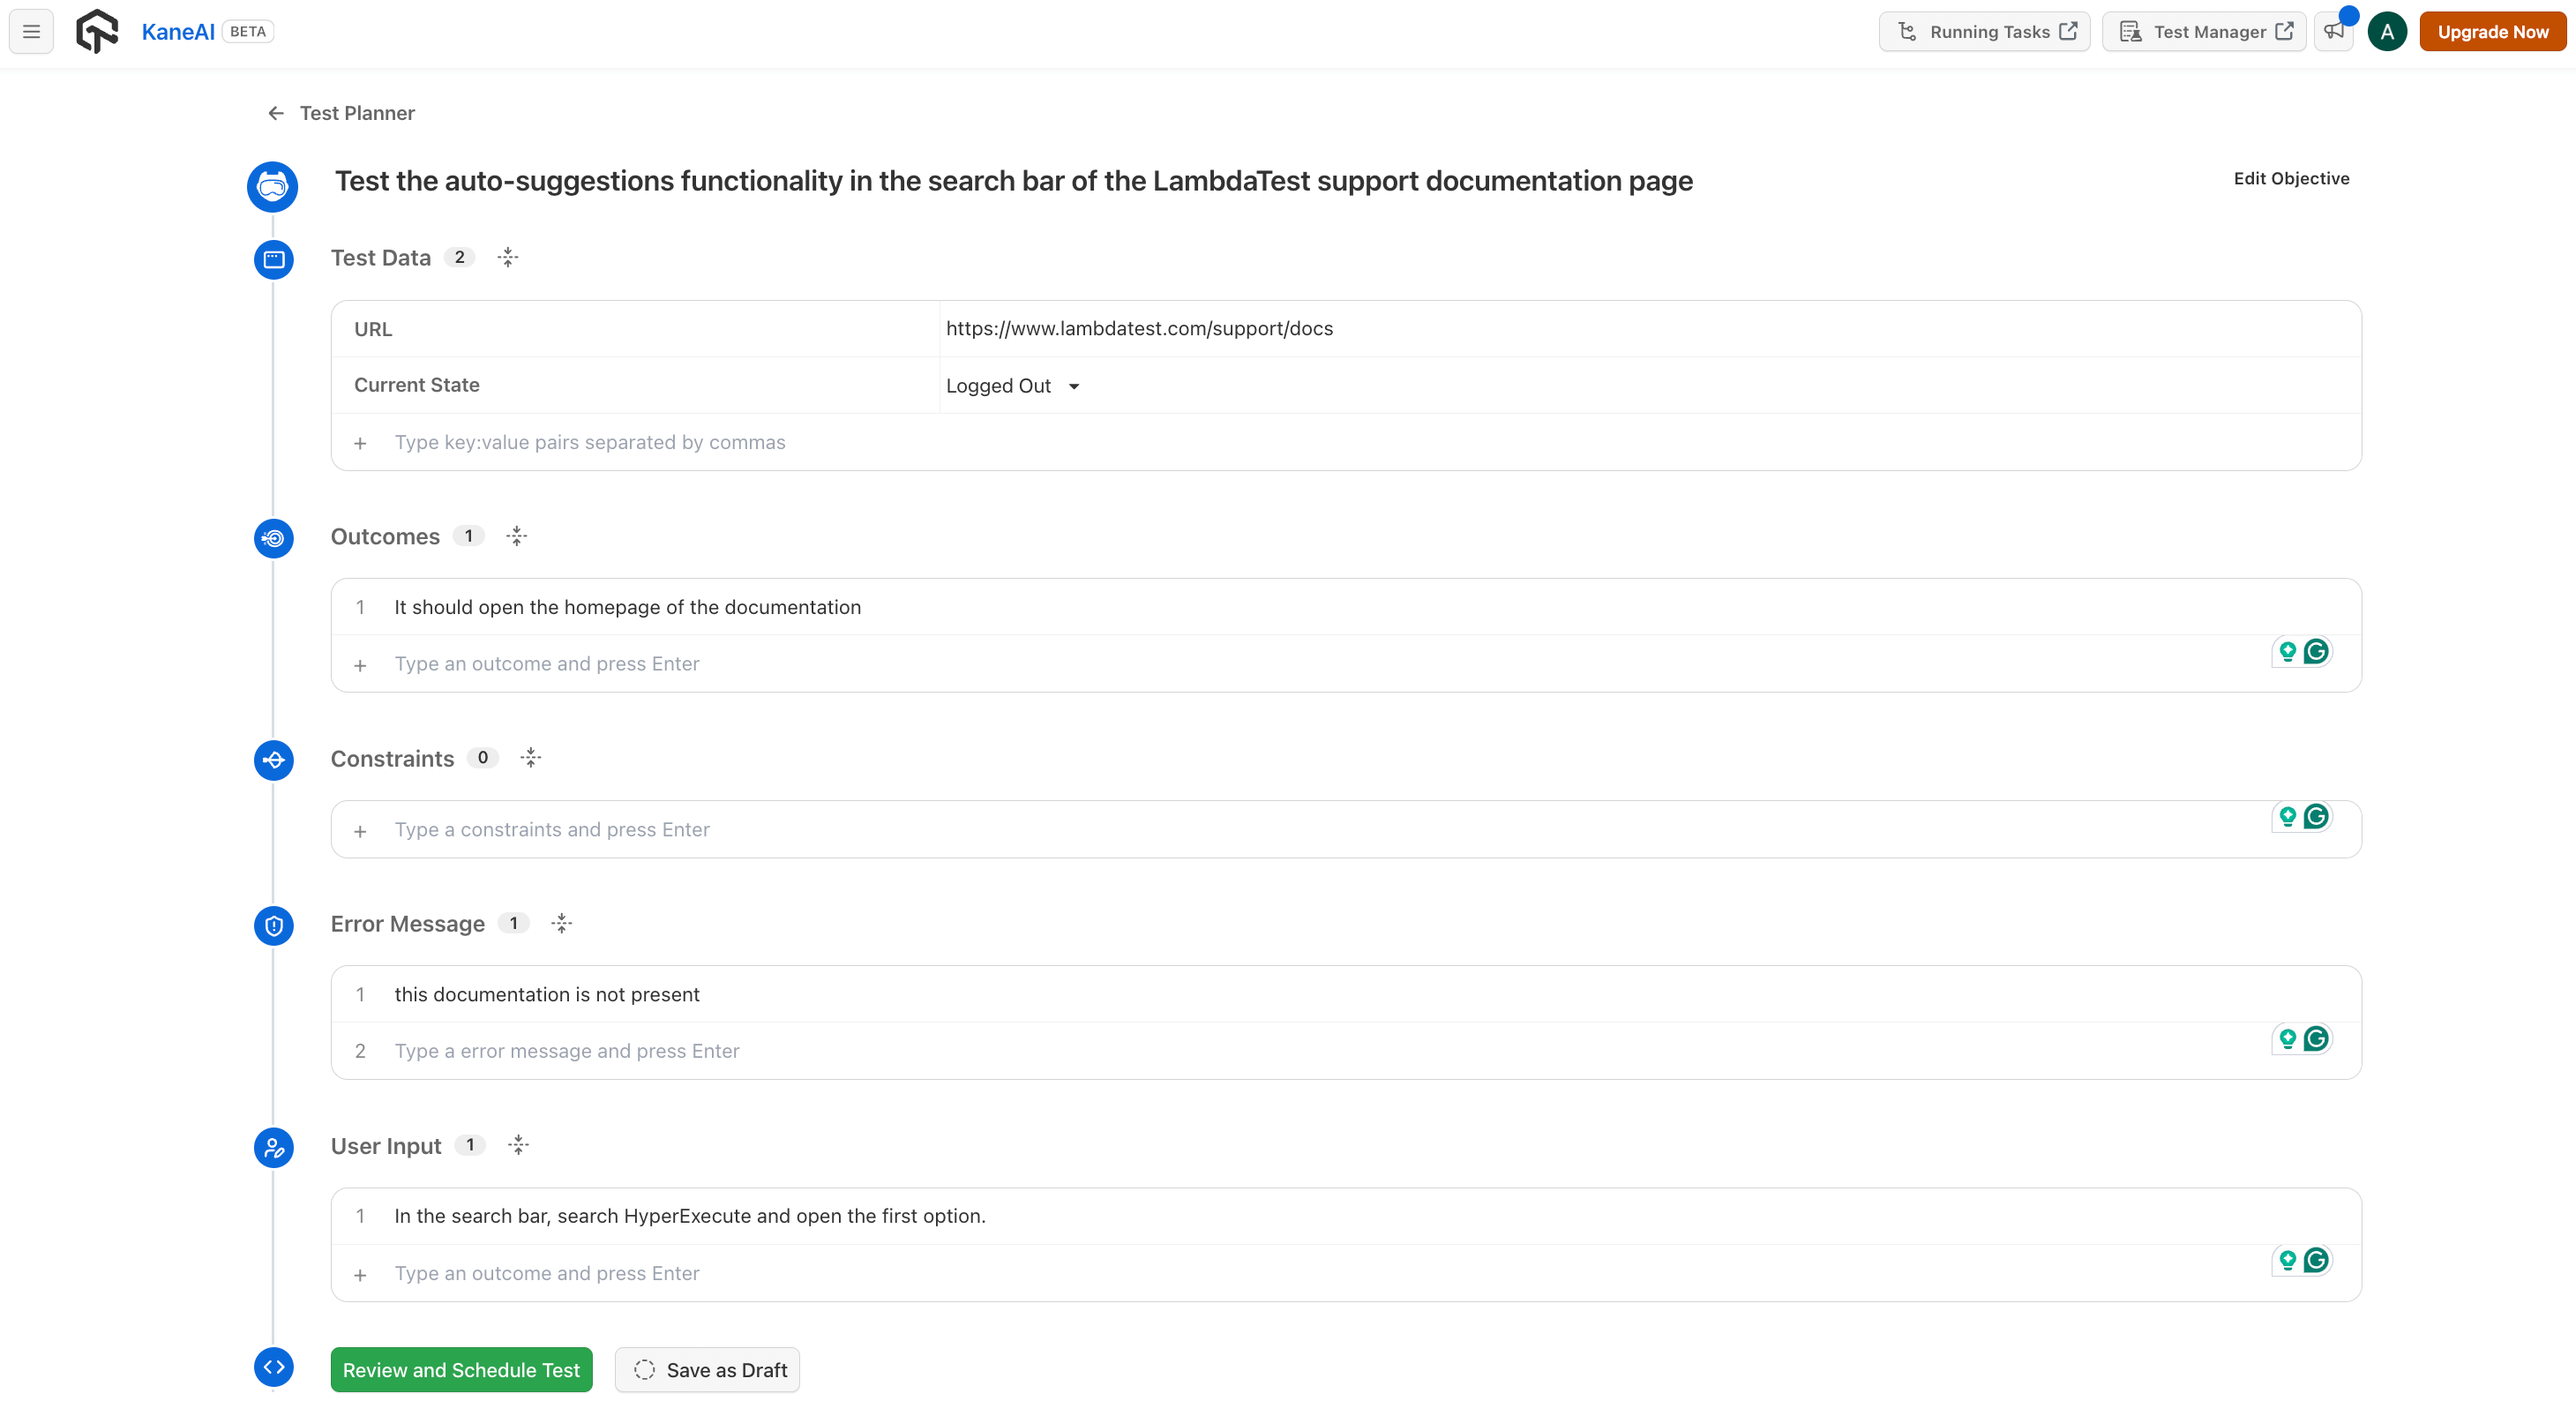 KaneAI BETA Running Tasks Test Manager A Upgrade Now
Test Planner
Test the auto-suggestions functionality in the search bar of the LambdaTest support documentation page Edit Objective
Test Data 2
URL https://www.lambdatest.com/support/docs
Current State Logged Out
+ Type key:value pairs separated by commas
Outcomes 1
1 It should open the homepage of the documentation
+ Type an outcome and press Enter
Constraints 0
+ Type a constraints and press Enter
Error Message 1
1 this documentation is not present
2 Type a error message and press Enter
User Input 1
1 In the search bar, search HyperExecute and open the first option.
+ Type an outcome and press Enter
Review and Schedule Test Save as Draft